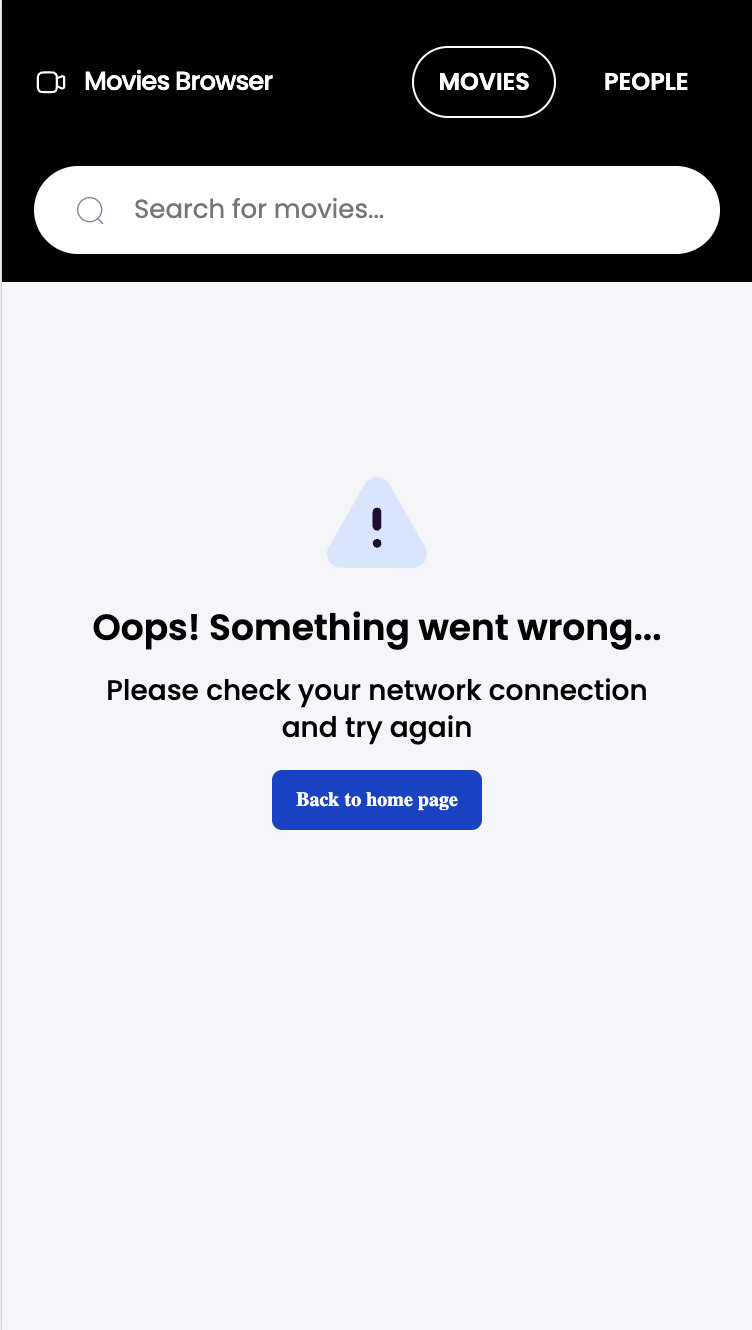 Movies Browser
MOVIES
PEOPLE
Search for movies...
Oops! Something went wrong...
Please check your network connection
and try again
Back to home page